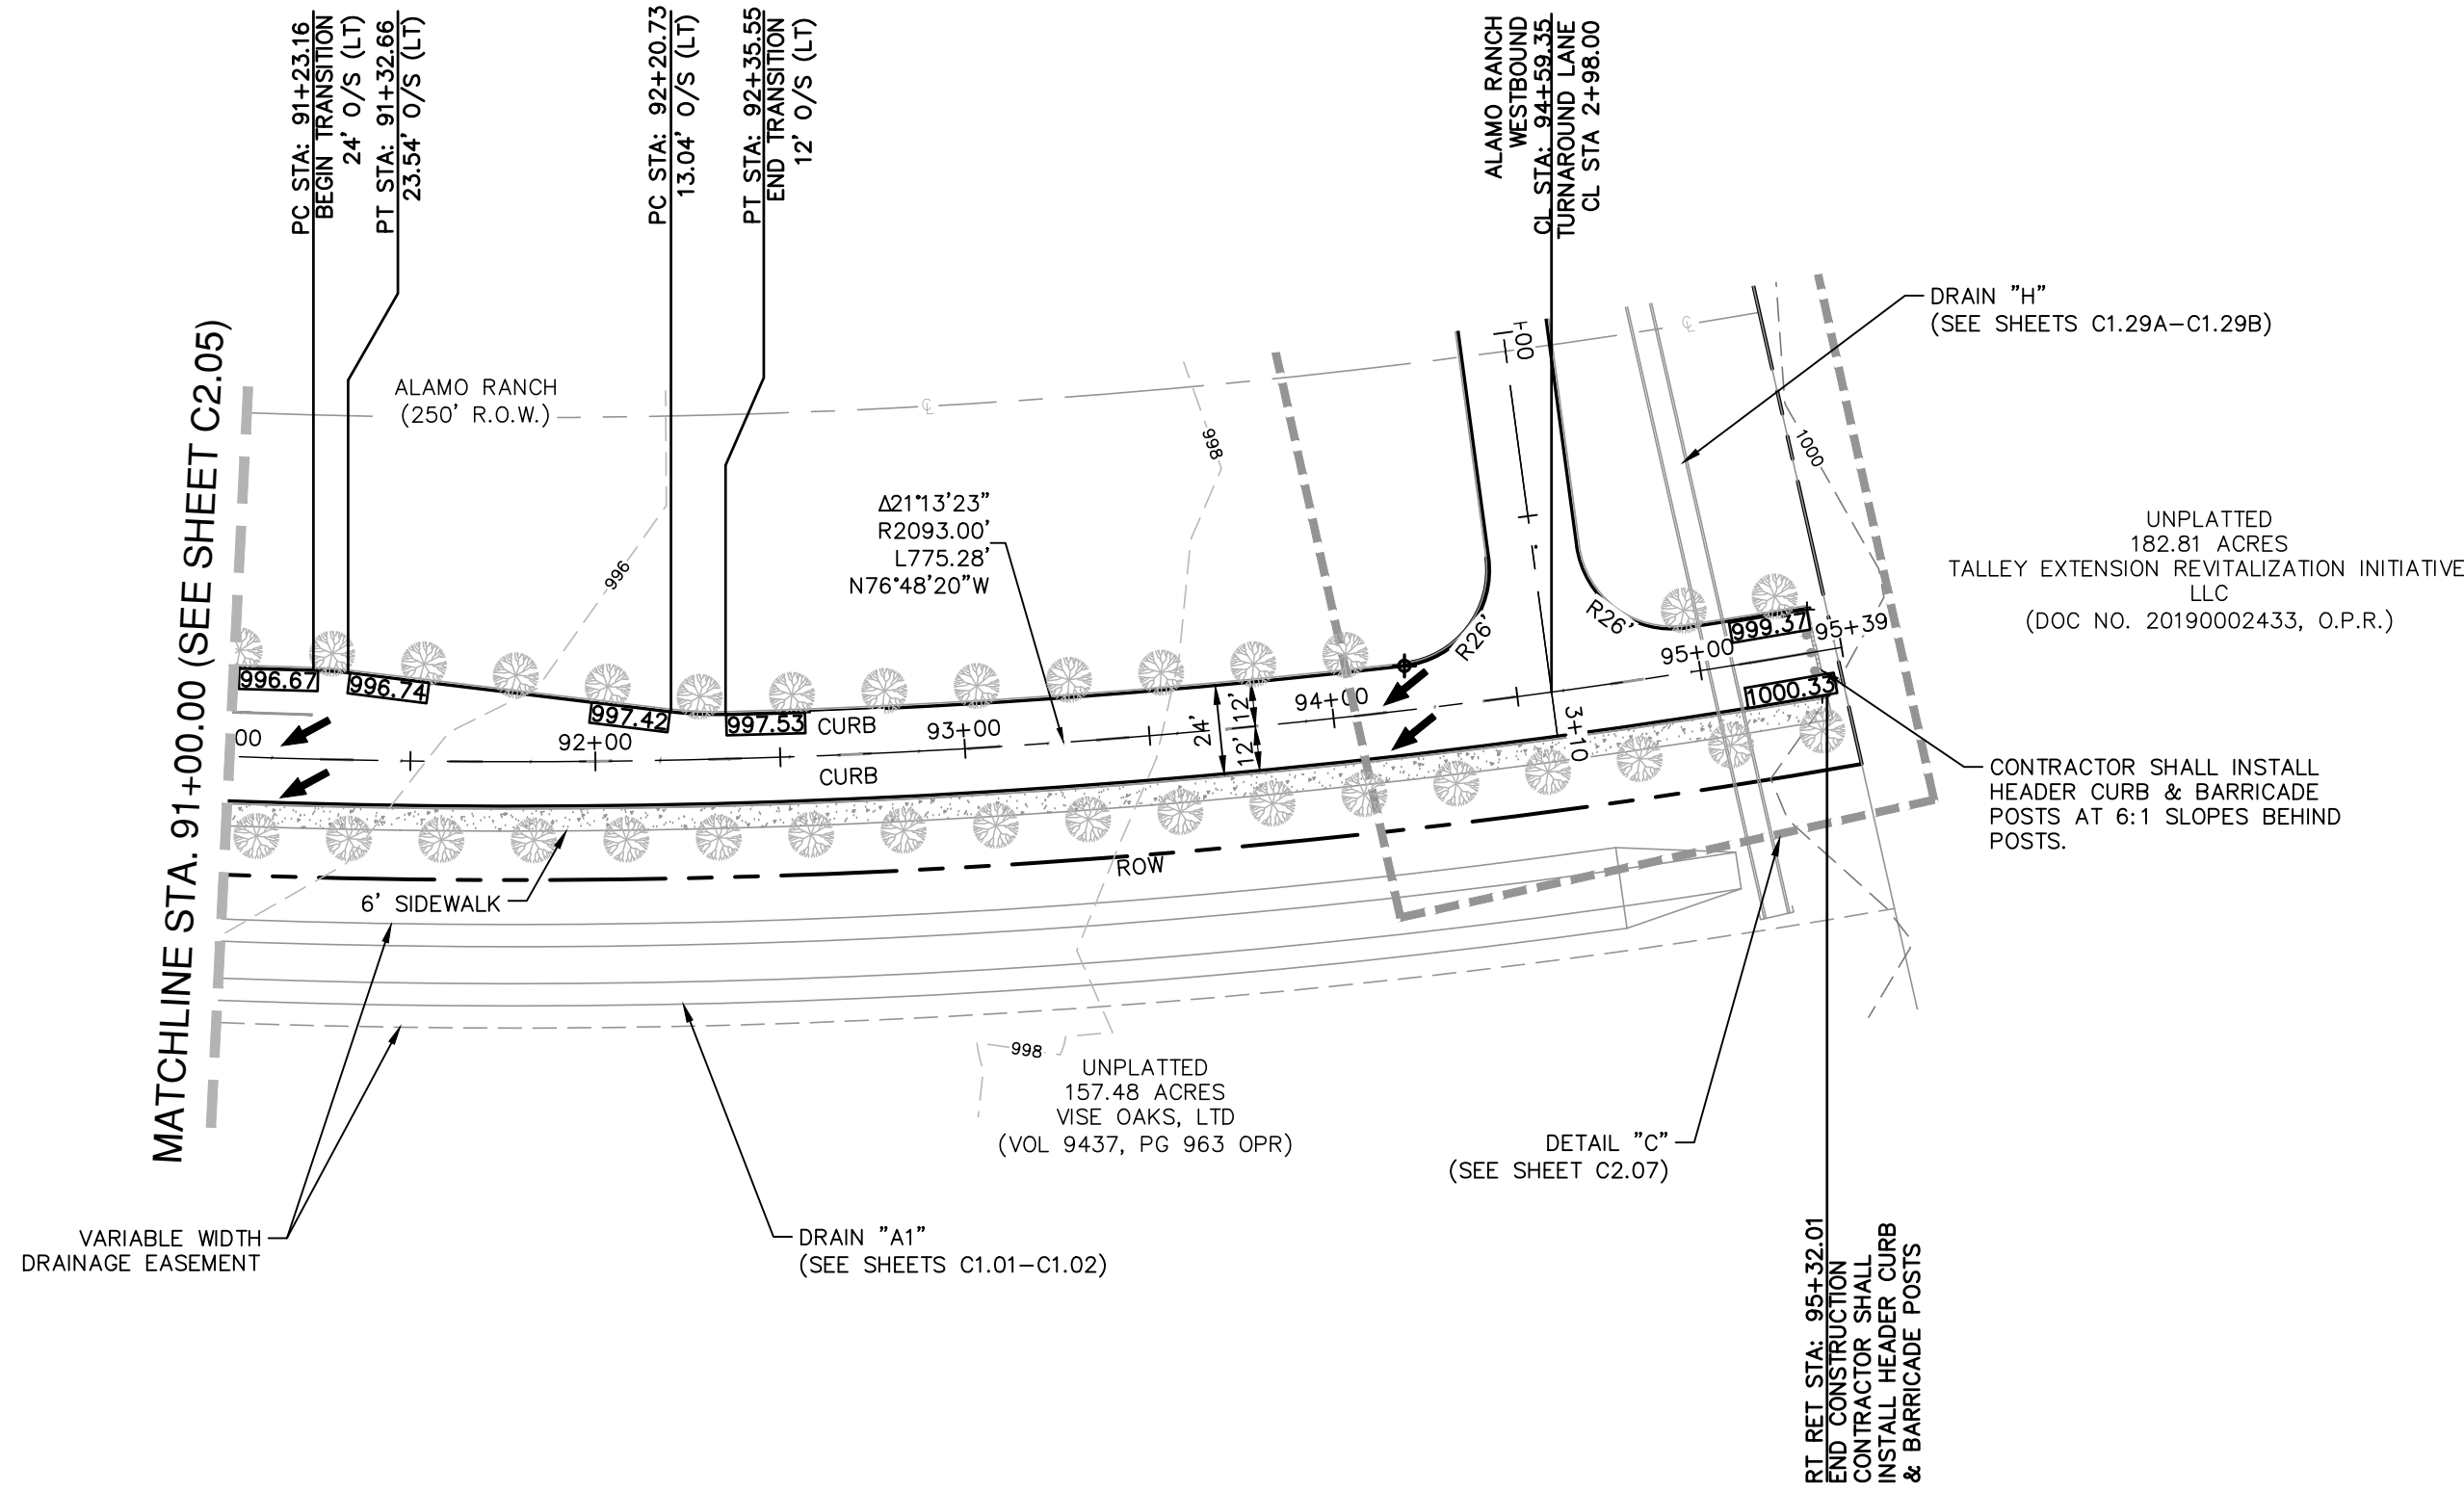 PC STA: 91+23.16
BEGIN TRANSITION
24' O/S (LT)
PT STA: 91+32.66
23.54' O/S (LT)
PC STA: 92+20.73
13.04' O/S (LT)
PT STA: 92+35.55
END TRANSITION
12' O/S (LT)
ALAMO RANCH
WESTBOUND
CL STA: 94+59.35
TURNAROUND LANE
CL STA 2+98.00
DRAIN "H"
(SEE SHEETS C1.29A-C1.29B)
MATCHLINE STA. 91+00.00 (SEE SHEET C2.05)
ALAMO RANCH
(250' R.O.W.)
℄
℄
+00
998
1000
996
Δ21°13'23"
R2093.00'
L775.28'
N76°48'20"W
UNPLATTED
182.81 ACRES
TALLEY EXTENSION REVITALIZATION INITIATIVE
LLC
(DOC NO. 20190002433, O.P.R.)
R26'
R26'
999.37
95+39
95+00
1000.33
996.67
996.74
997.42
997.53
CURB
93+00
94+00
24'
12'
12'
3+10
00
92+00
CURB
CONTRACTOR SHALL INSTALL
HEADER CURB & BARRICADE
POSTS AT 6:1 SLOPES BEHIND
POSTS.
ROW
6' SIDEWALK
998
UNPLATTED
157.48 ACRES
VISE OAKS, LTD
(VOL 9437, PG 963 OPR)
DETAIL "C"
(SEE SHEET C2.07)
VARIABLE WIDTH
DRAINAGE EASEMENT
DRAIN "A1"
(SEE SHEETS C1.01-C1.02)
RT RET STA: 95+32.01
END CONSTRUCTION
CONTRACTOR SHALL
INSTALL HEADER CURB
& BARRICADE POSTS